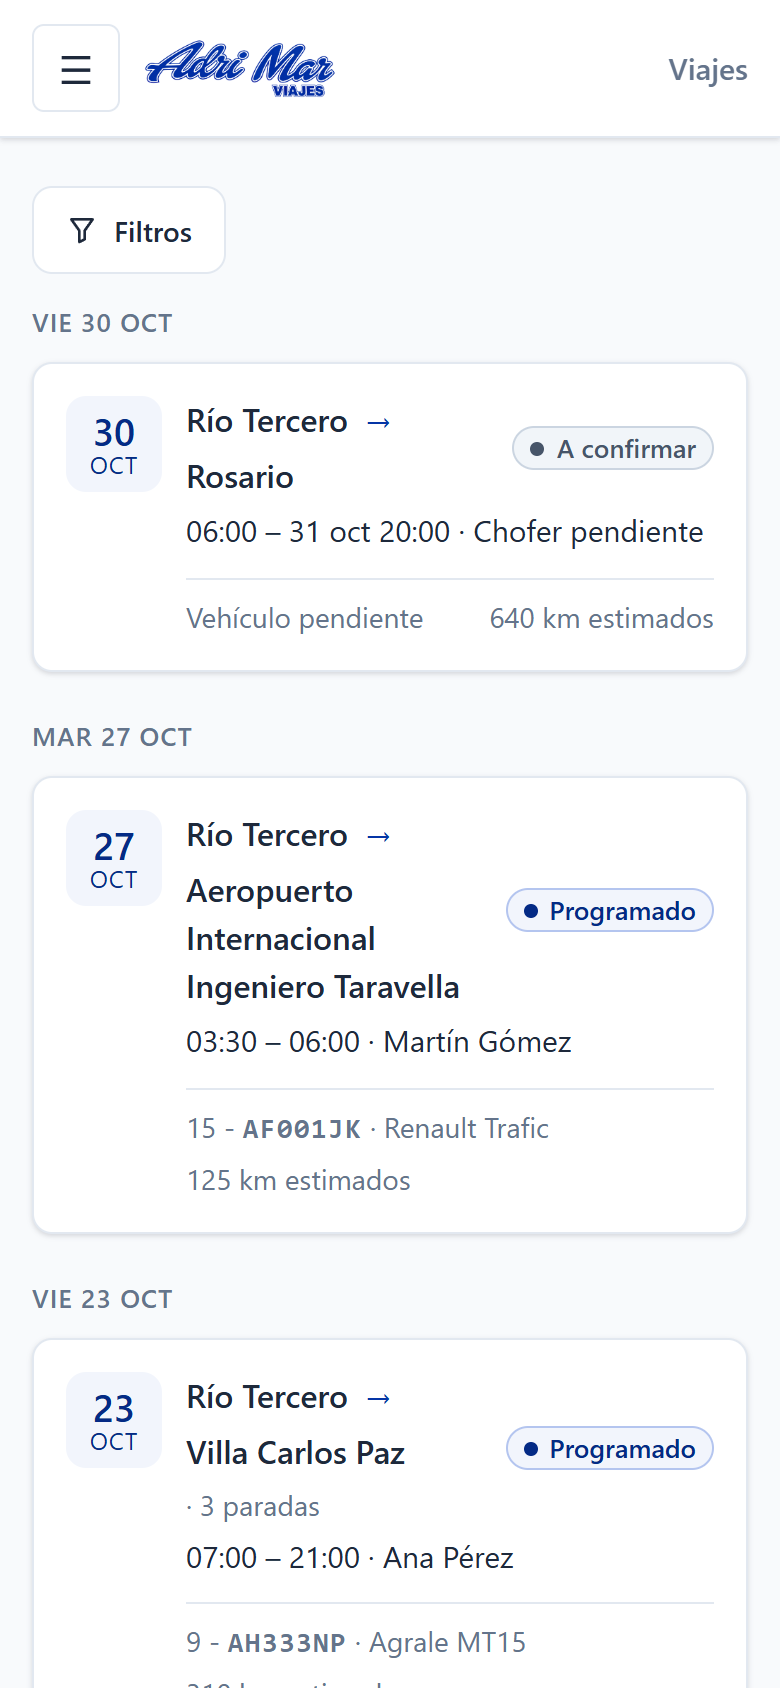 Adri Mar
VIAJES
Viajes
Filtros
VIE 30 OCT
30
OCT
Río Tercero →
Rosario
A confirmar
06:00 – 31 oct 20:00 · Chofer pendiente
Vehículo pendiente 640 km estimados
MAR 27 OCT
27
OCT
Río Tercero →
Aeropuerto
Internacional
Ingeniero Taravella
Programado
03:30 – 06:00 · Martín Gómez
15 - AF001JK · Renault Trafic
125 km estimados
VIE 23 OCT
23
OCT
Río Tercero →
Villa Carlos Paz
Programado
· 3 paradas
07:00 – 21:00 · Ana Pérez
9 - AH333NP · Agrale MT15